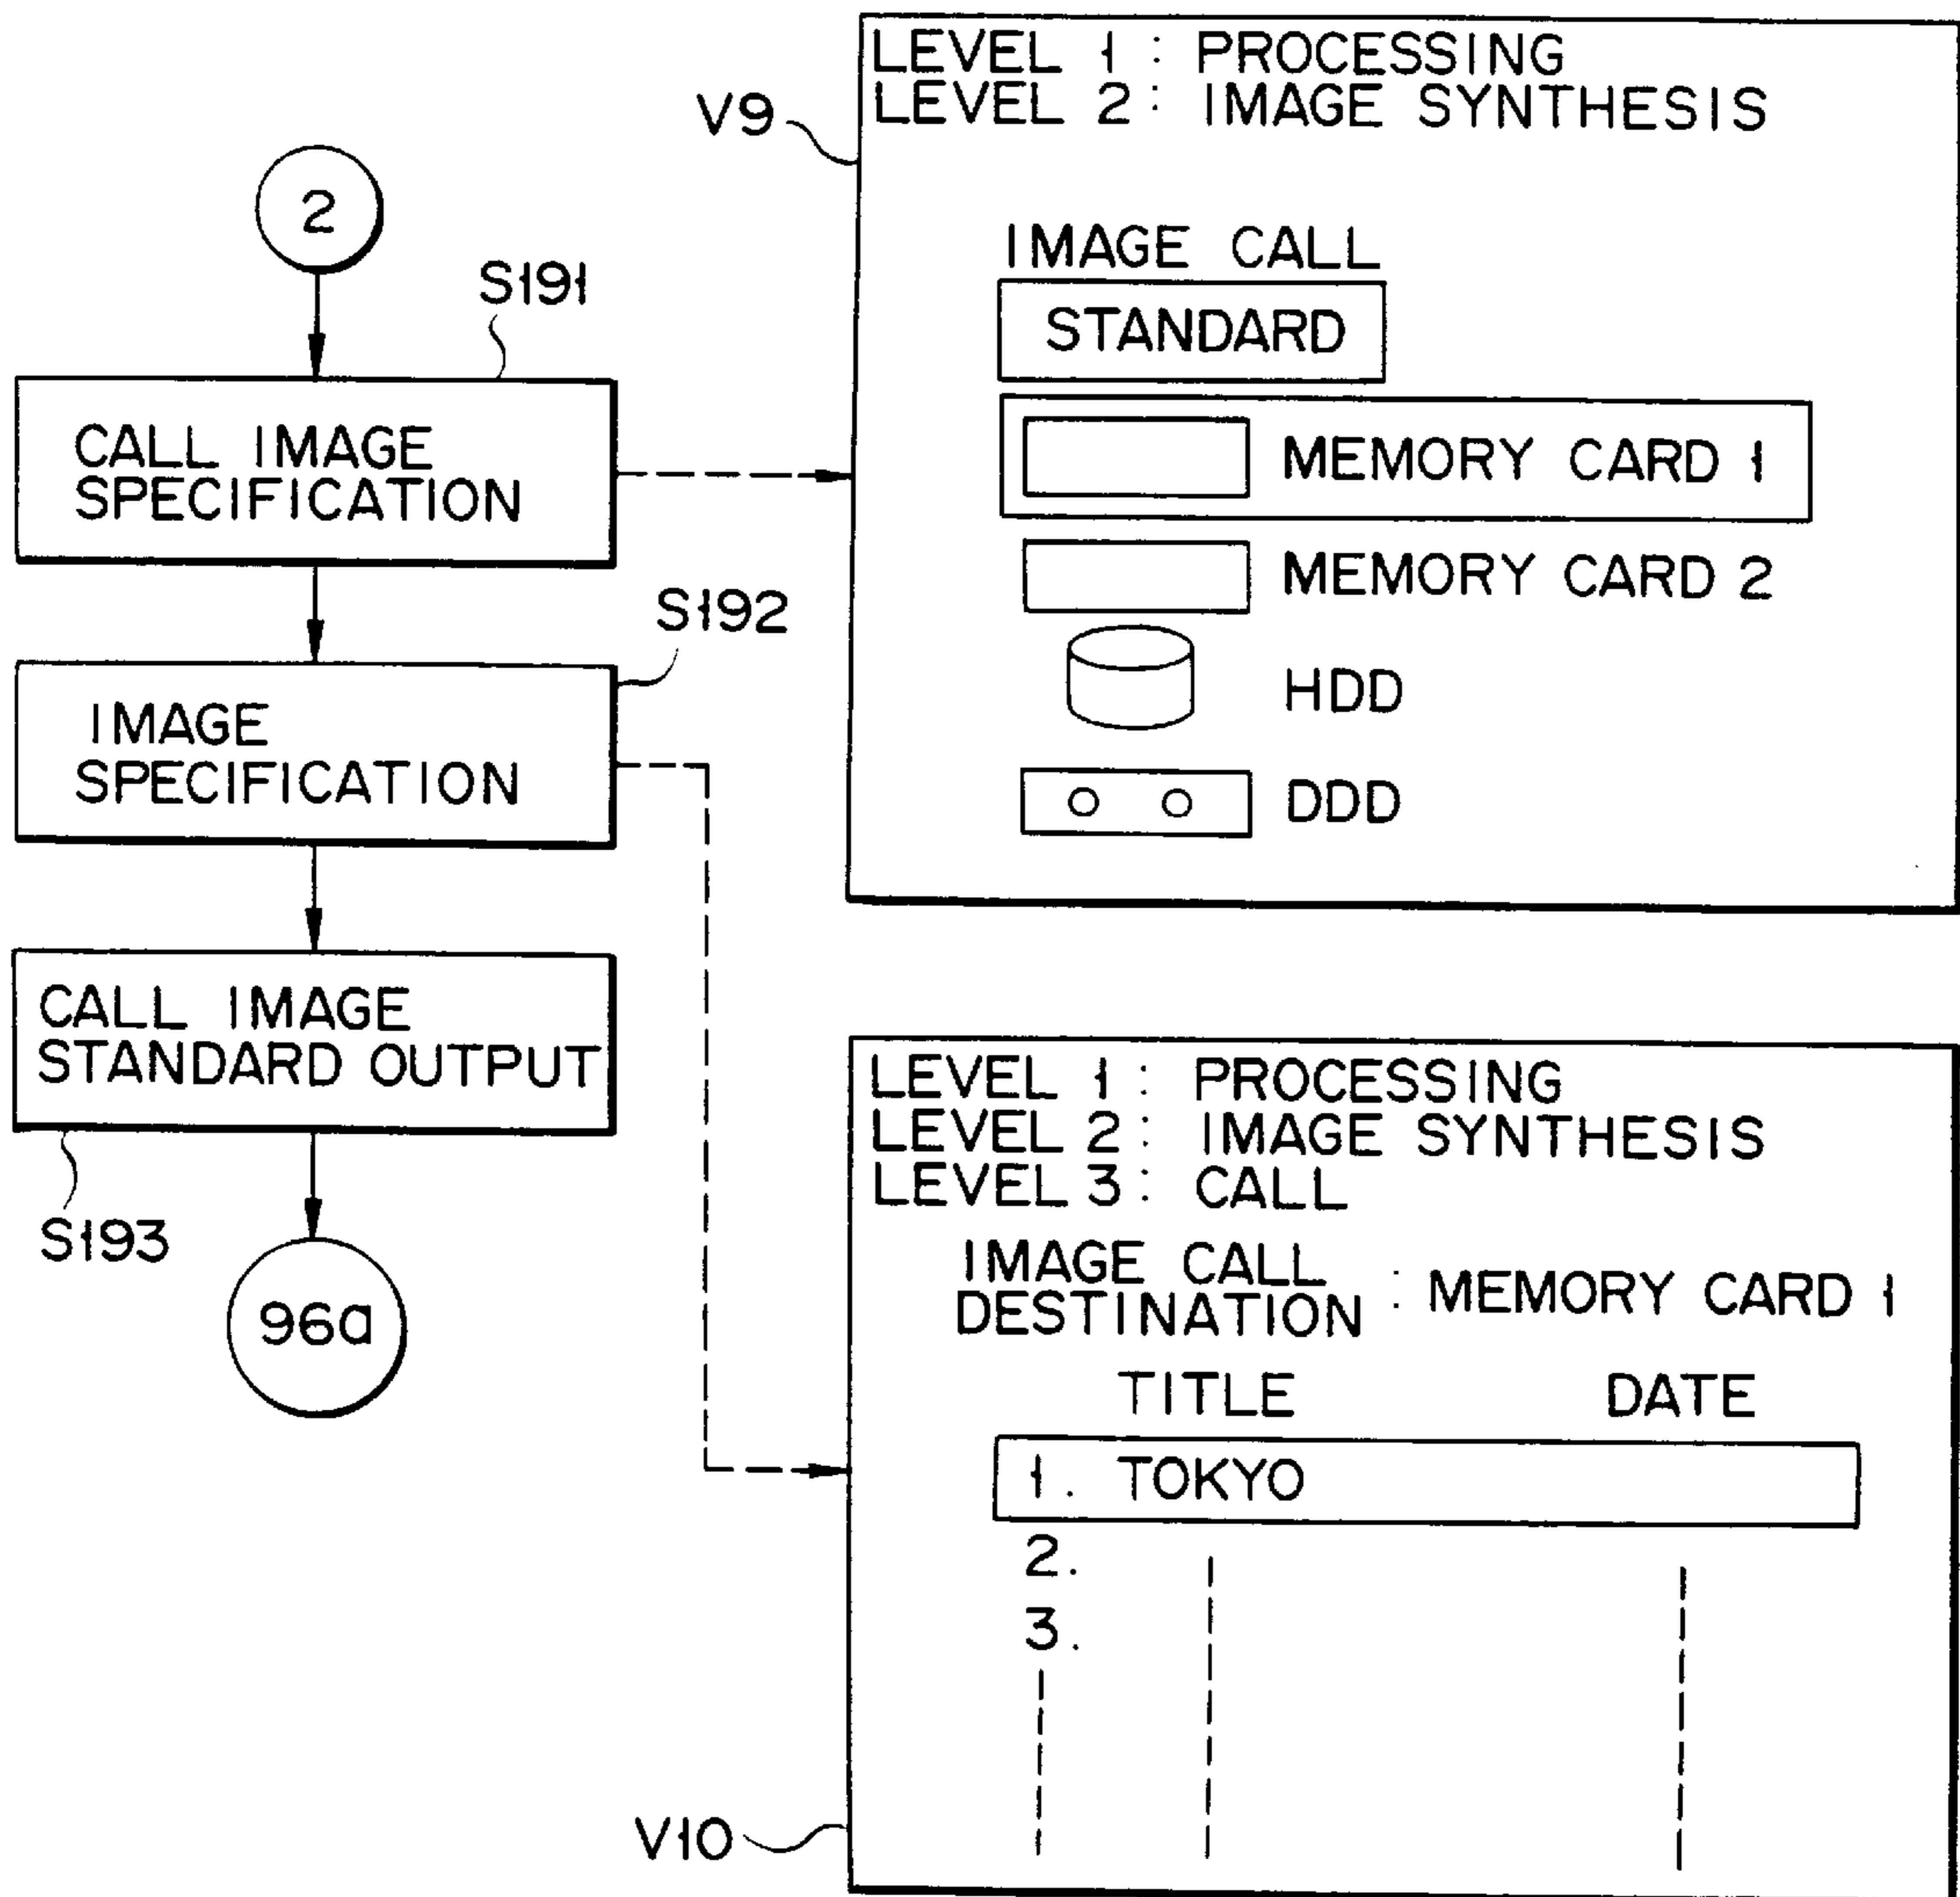 2
S191
CALL IMAGE
SPECIFICATION
S192
IMAGE
SPECIFICATION
CALL IMAGE
STANDARD OUTPUT
S193
96a
V9
LEVEL 1 : PROCESSING
LEVEL 2 : IMAGE SYNTHESIS
IMAGE CALL
STANDARD
MEMORY CARD 1
MEMORY CARD 2
HDD
DDD
V10
LEVEL 1 : PROCESSING
LEVEL 2 : IMAGE SYNTHESIS
LEVEL 3 : CALL
IMAGE CALL
DESTINATION : MEMORY CARD 1
TITLE DATE
1. TOKYO
2.
3.